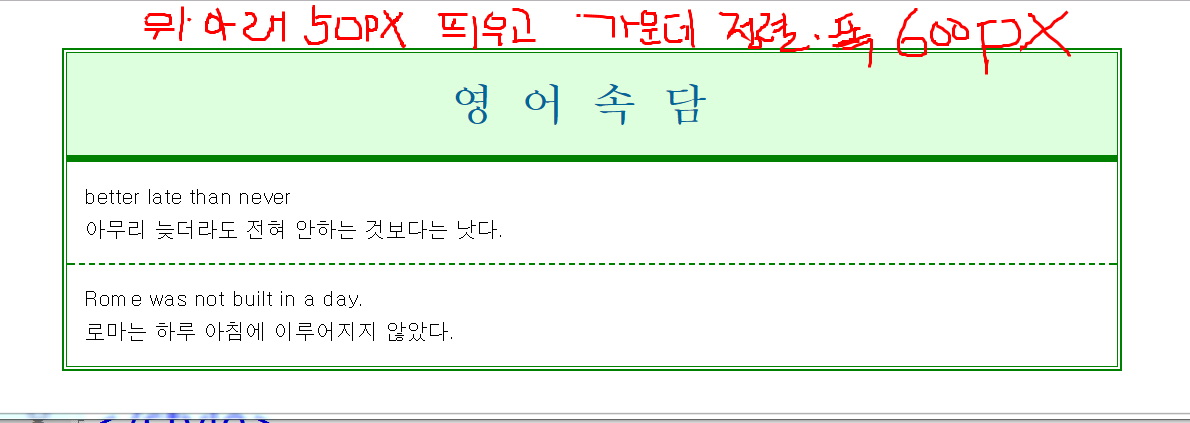 위 아래 50px 띄우고 가운데 정렬. 폭 600px
영 어 속 담
better late than never
아무리 늦더라도 전혀 안하는 것보다는 낫다.
Rome was not built in a day.
로마는 하루 아침에 이루어지지 않았다.